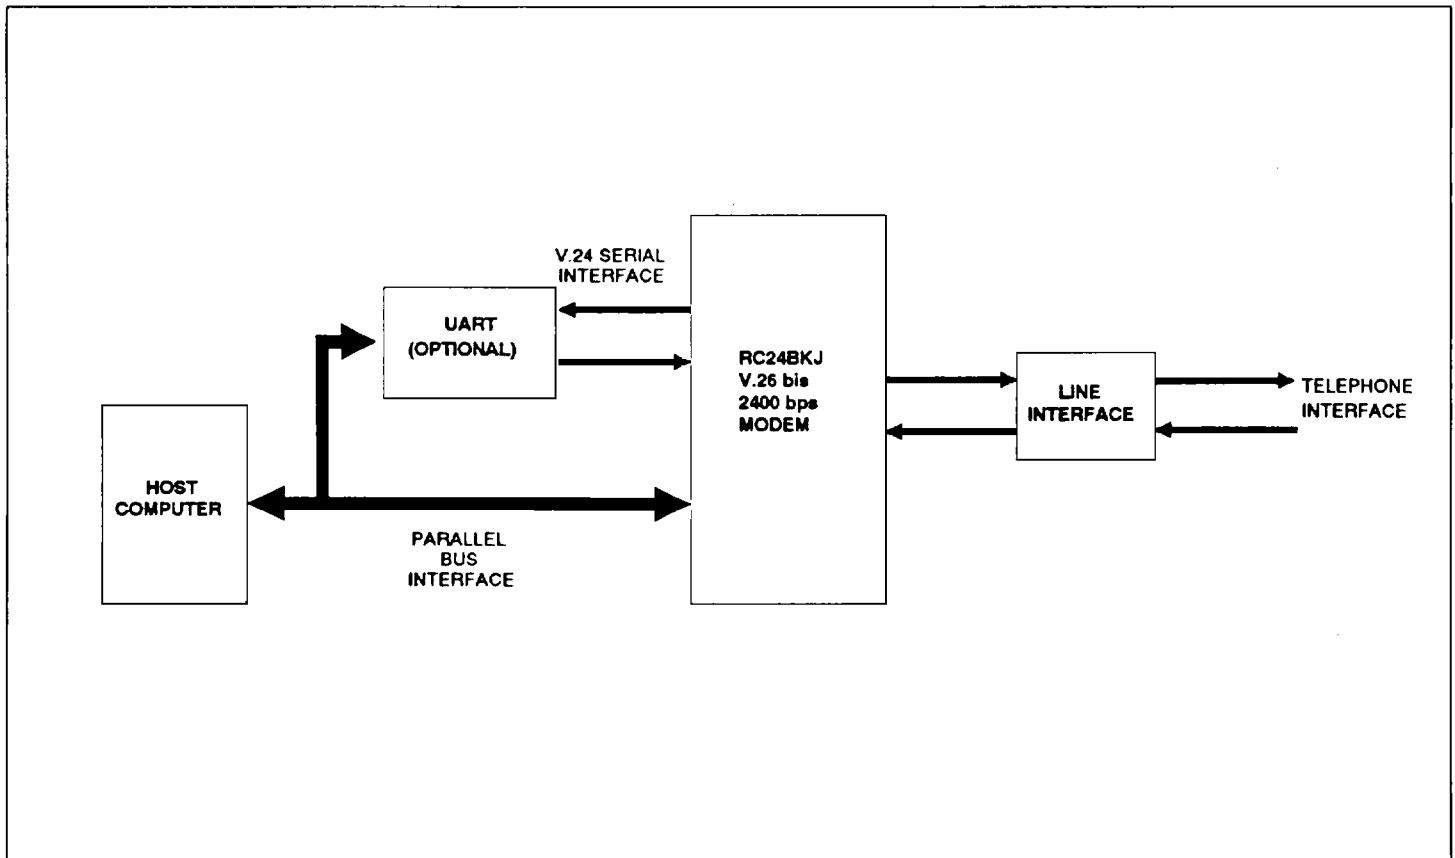 V.24 SERIAL
INTERFACE
UART
(OPTIONAL)
RC24BKJ
V.26 bis
2400 bps
MODEM
LINE
INTERFACE
TELEPHONE
INTERFACE
HOST
COMPUTER
PARALLEL
BUS
INTERFACE